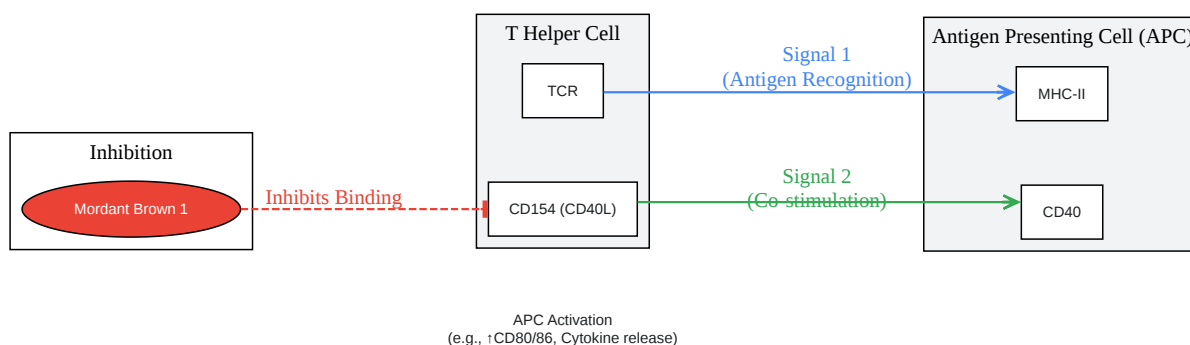 T Helper Cell
Antigen Presenting Cell (APC)
Signal 1
(Antigen Recognition)
TCR
MHC-II
Inhibition
Mordant Brown 1
Inhibits Binding
CD154 (CD40L)
Signal 2
(Co-stimulation)
CD40
APC Activation
(e.g., ↑CD80/86, Cytokine release)